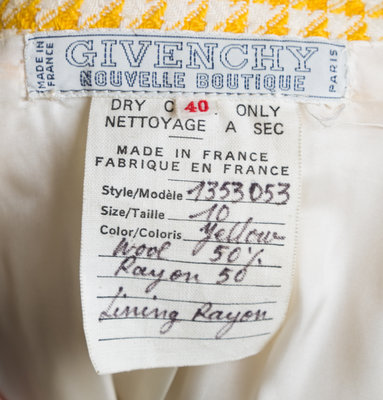 MADE IN FRANCE
GIVENCHY
NOUVELLE BOUTIQUE
PARIS
DRY C 40 ONLY
NETTOYAGE A SEC
MADE IN FRANCE
FABRIQUE EN FRANCE
Style/Modèle 1353053
Size/Taille 10
Color/Coloris Yellow
Wool 50%
Rayon 50
Lining Rayon